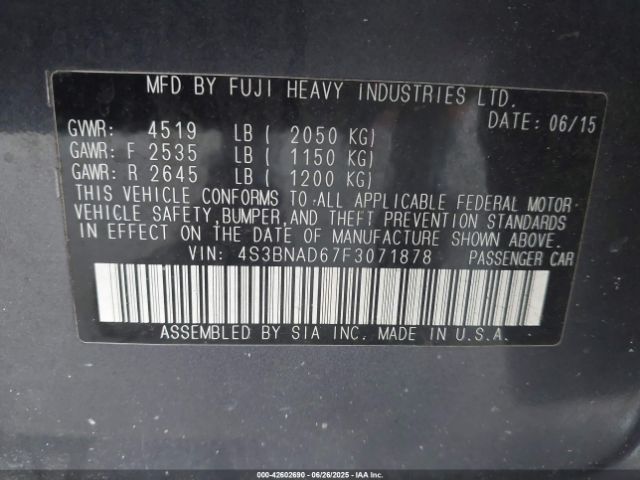 MFD BY FUJI HEAVY INDUSTRIES LTD.
DATE: 06/15
GVWR: 4519 LB ( 2050 KG)
GAWR: F 2535 LB ( 1150 KG)
GAWR: R 2645 LB ( 1200 KG)
THIS VEHICLE CONFORMS TO ALL APPLICABLE FEDERAL MOTOR
VEHICLE SAFETY, BUMPER, AND THEFT PREVENTION STANDARDS
IN EFFECT ON THE DATE OF MANUFACTURE SHOWN ABOVE.
VIN: 4S3BNAD67F3071878 PASSENGER CAR
ASSEMBLED BY SIA INC. MADE IN U.S.A.
000-42602690 - 06/26/2025 - IAA Inc.